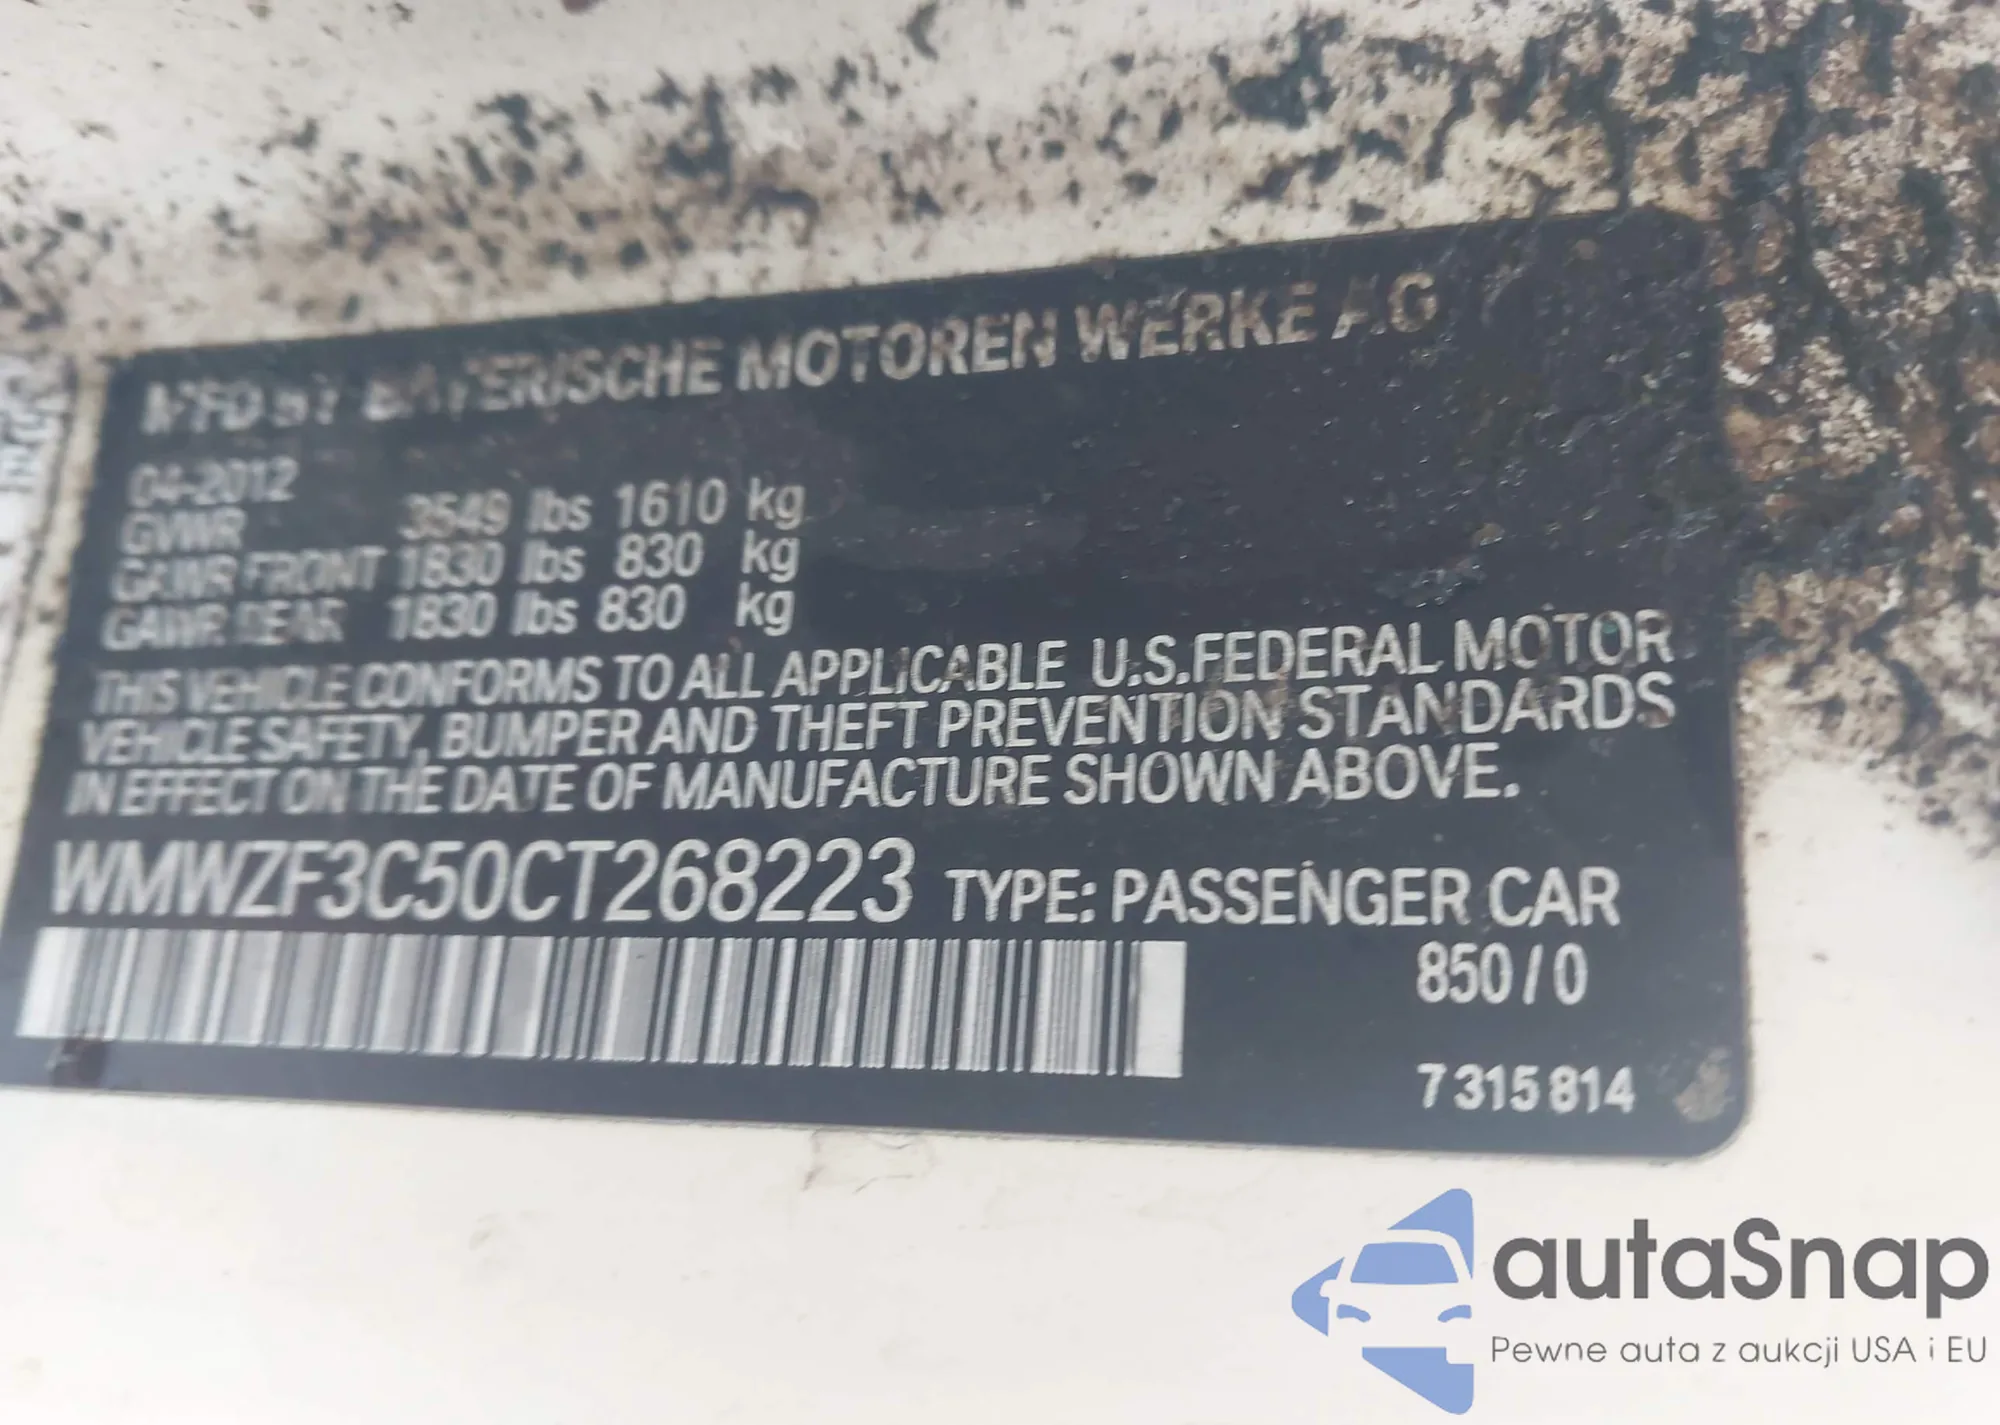 MFD BY BAYERISCHE MOTOREN WERKE AG
04-2012
GVWR 3549 lbs 1610 kg
GAWR FRONT 1830 lbs 830 kg
GAWR REAR 1830 lbs 830 kg
THIS VEHICLE CONFORMS TO ALL APPLICABLE U.S.FEDERAL MOTOR
VEHICLE SAFETY, BUMPER AND THEFT PREVENTION STANDARDS
IN EFFECT ON THE DATE OF MANUFACTURE SHOWN ABOVE.
WMWZF3C50CT268223 TYPE: PASSENGER CAR
850/0
7315814
autaSnap
Pewne auta z aukcji USA i EU